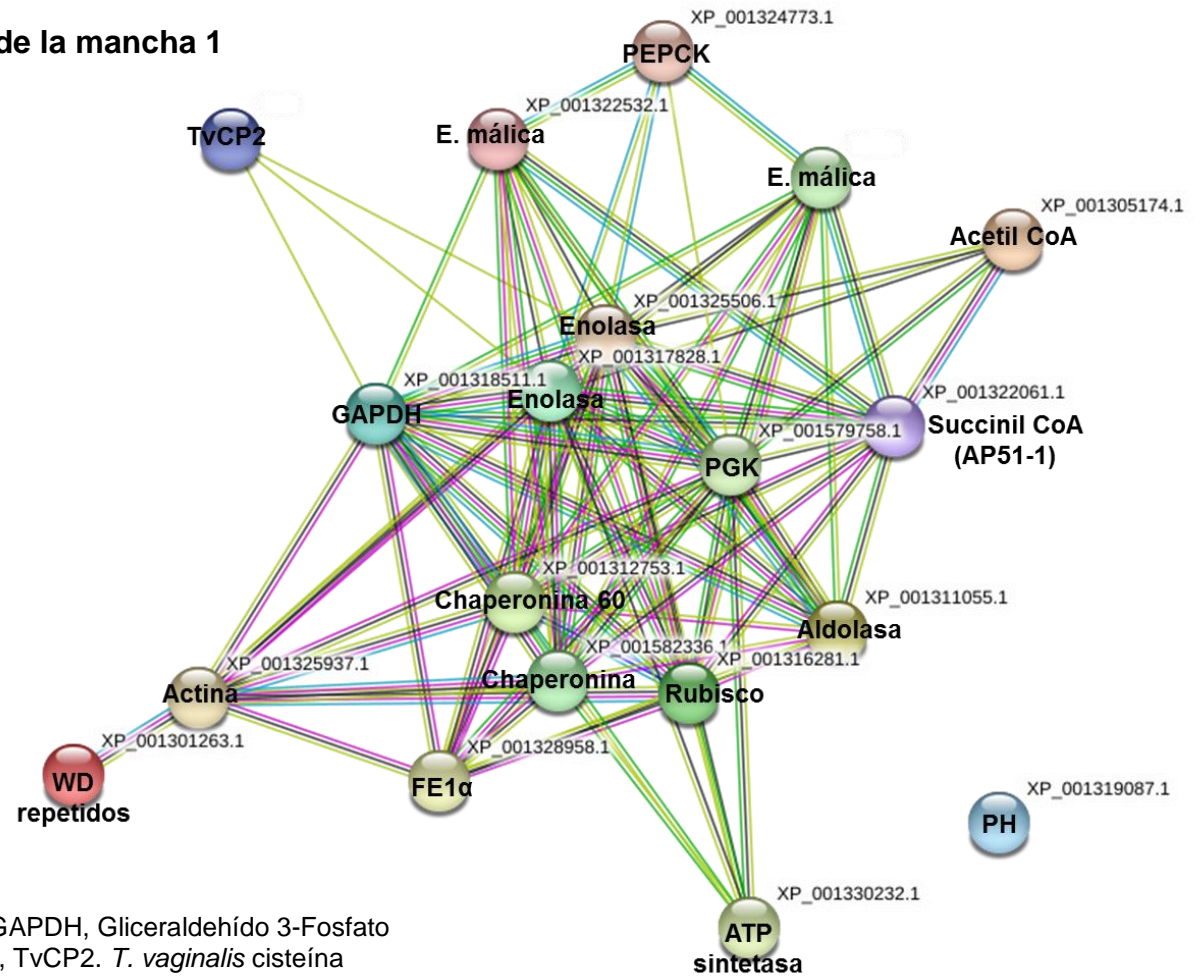 de la mancha 1
XP_001324773.1
PEPCK
XP_001322532.1
TvCP2
E. málica
E. málica
XP_001305174.1
Acetil CoA
XP_001325506.1
Enolasa
XP_001317828.1
XP_001318511.1
Enolasa
GAPDH
XP_001322061.1
Succinil CoA
(AP51-1)
XP_001579758.1
PGK
XP_001312753.1
Chaperonina 60
XP_001311055.1
Aldolasa
XP_001582336.1
XP_001316281.1
Chaperonina
Rubisco
XP_001325937.1
Actina
XP_001301263.1
WD
repetidos
XP_001328958.1
FE1α
XP_001319087.1
PH
XP_001330232.1
ATP
sintetasa
GAPDH, Gliceraldehído 3-Fosfato
, TvCP2. T. vaginalis cisteína